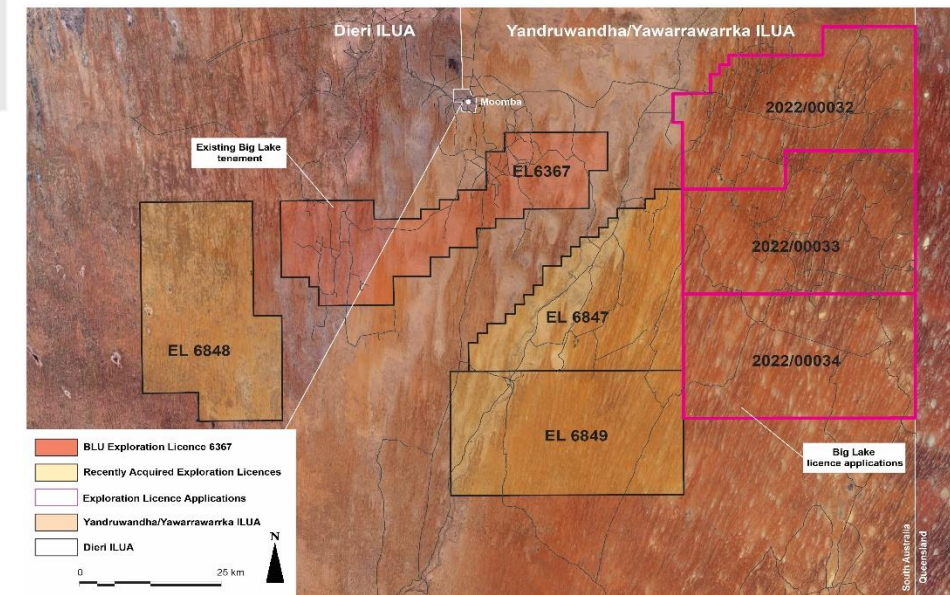 Dieri ILUA
Yandruwandha/Yawarrawarrka ILUA
Moomba
2022/00032
Existing Big Lake
tenement
EL6367
2022/00033
EL 6847
EL 6848
2022/00034
EL 6849
Big Lake
licence applications
BLU Exploration Licence 6367
Recently Acquired Exploration Licences
Exploration Licence Applications
Yandruwandha/Yawarrawarrka ILUA
Dieri ILUA
N
0 25 km
South Australia
Queensland